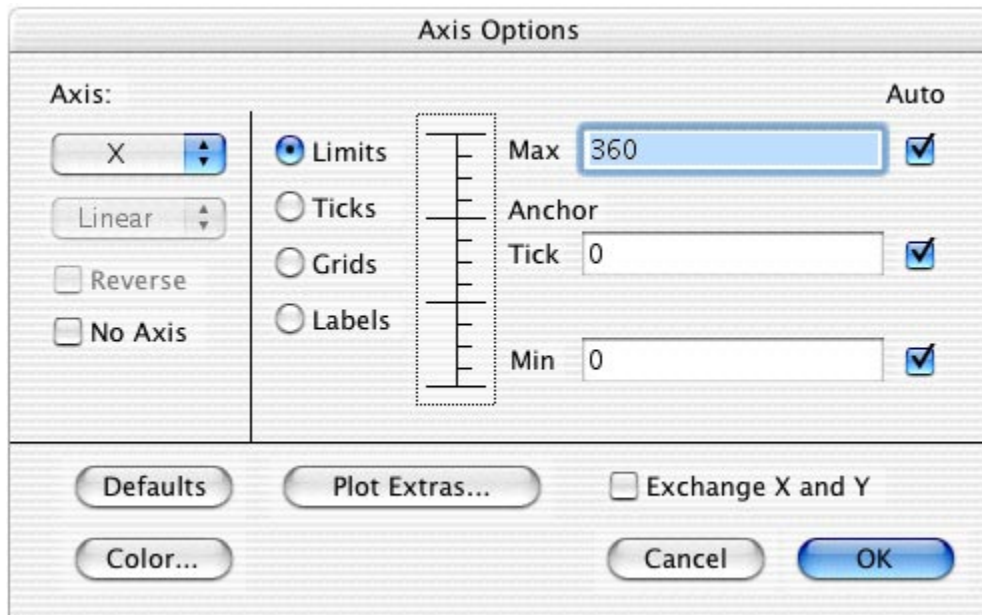 Axis Options
Axis:
Auto
X
Limits
Max 360
Linear
Ticks
Anchor
Tick 0
Reverse
Grids
No Axis
Labels
Min 0
Defaults
Plot Extras...
Exchange X and Y
Color...
Cancel
OK